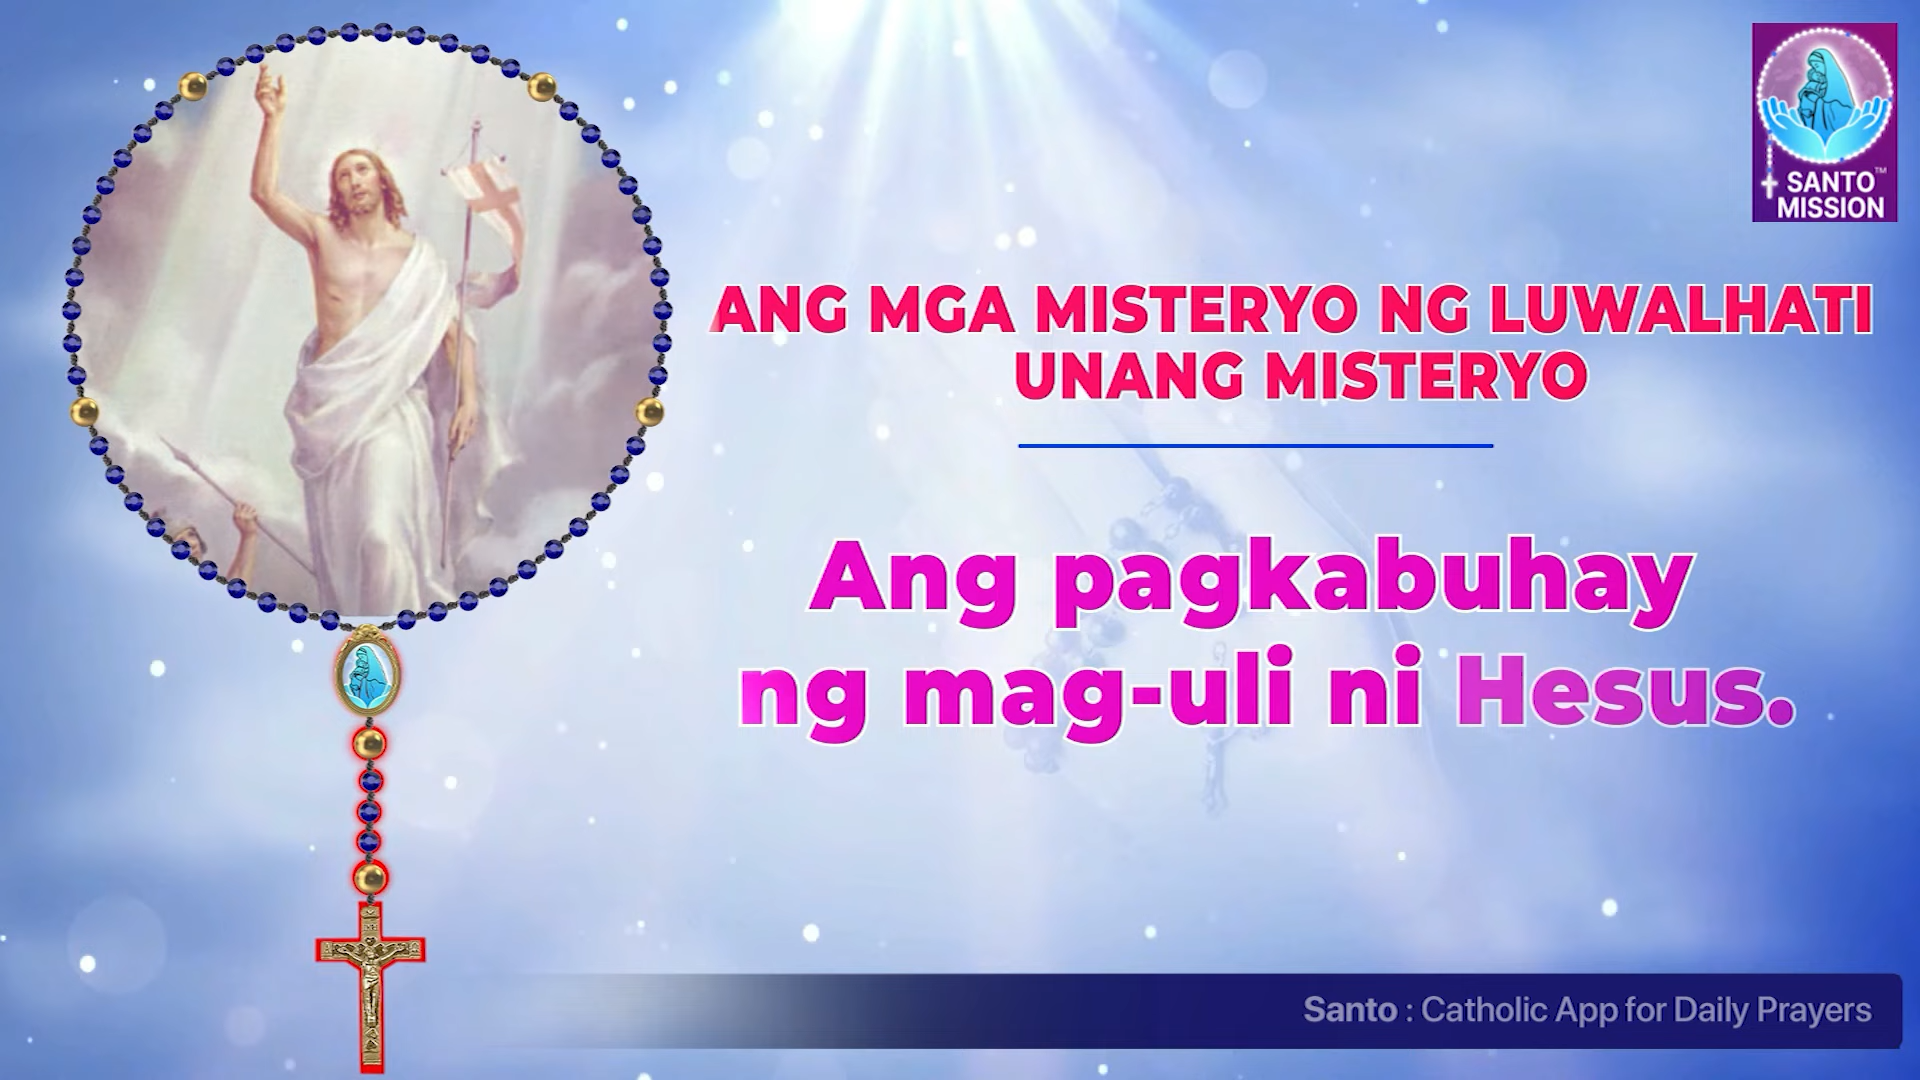 SANTO™
MISSION
ANG MGA MISTERYO NG LUWALHATI
UNANG MISTERYO
Ang pagkabuhay
ng mag-uli ni Hesus.
Santo : Catholic App for Daily Prayers